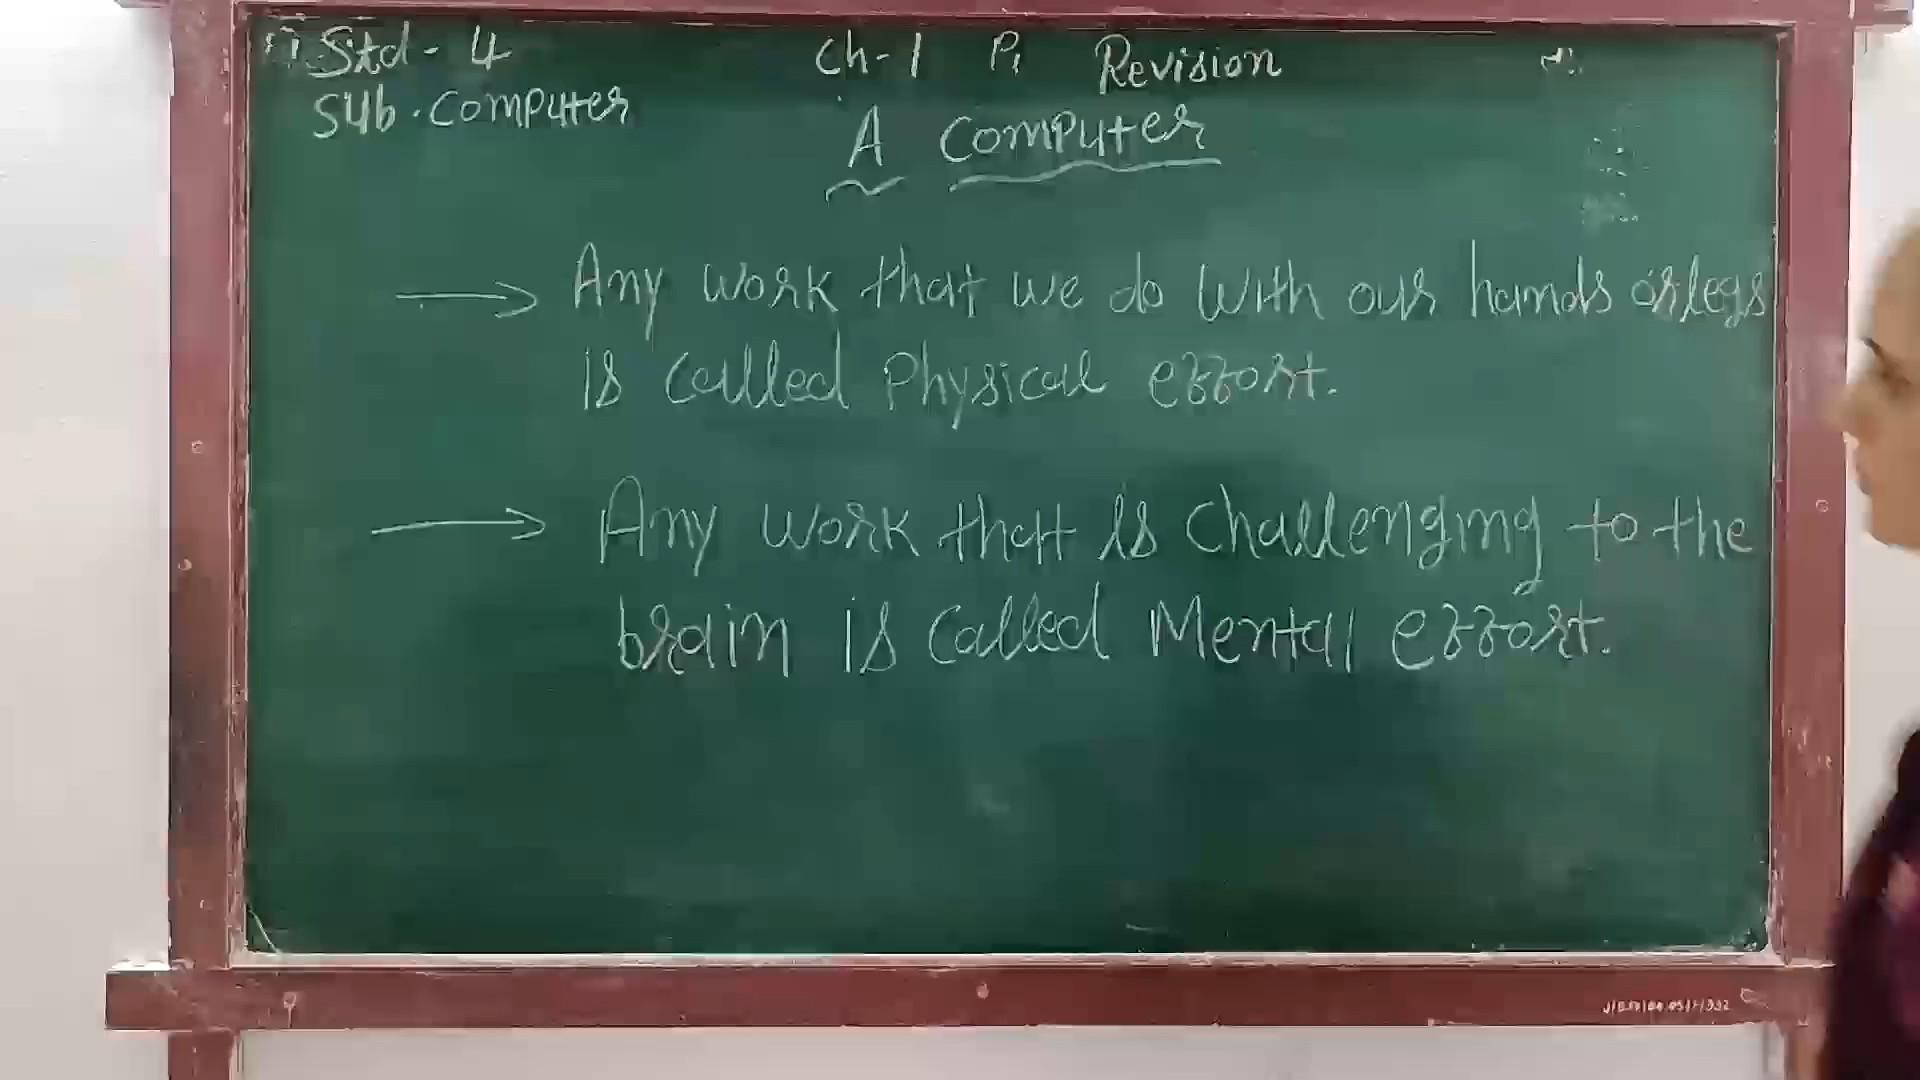 Std - 4
Ch-1 P1 Revision
Sub. Computer
A Computer
→ Any work that we do with our hands or legs
is called Physical effort.
→ Any work that is challenging to the
brain is called Mental effort.